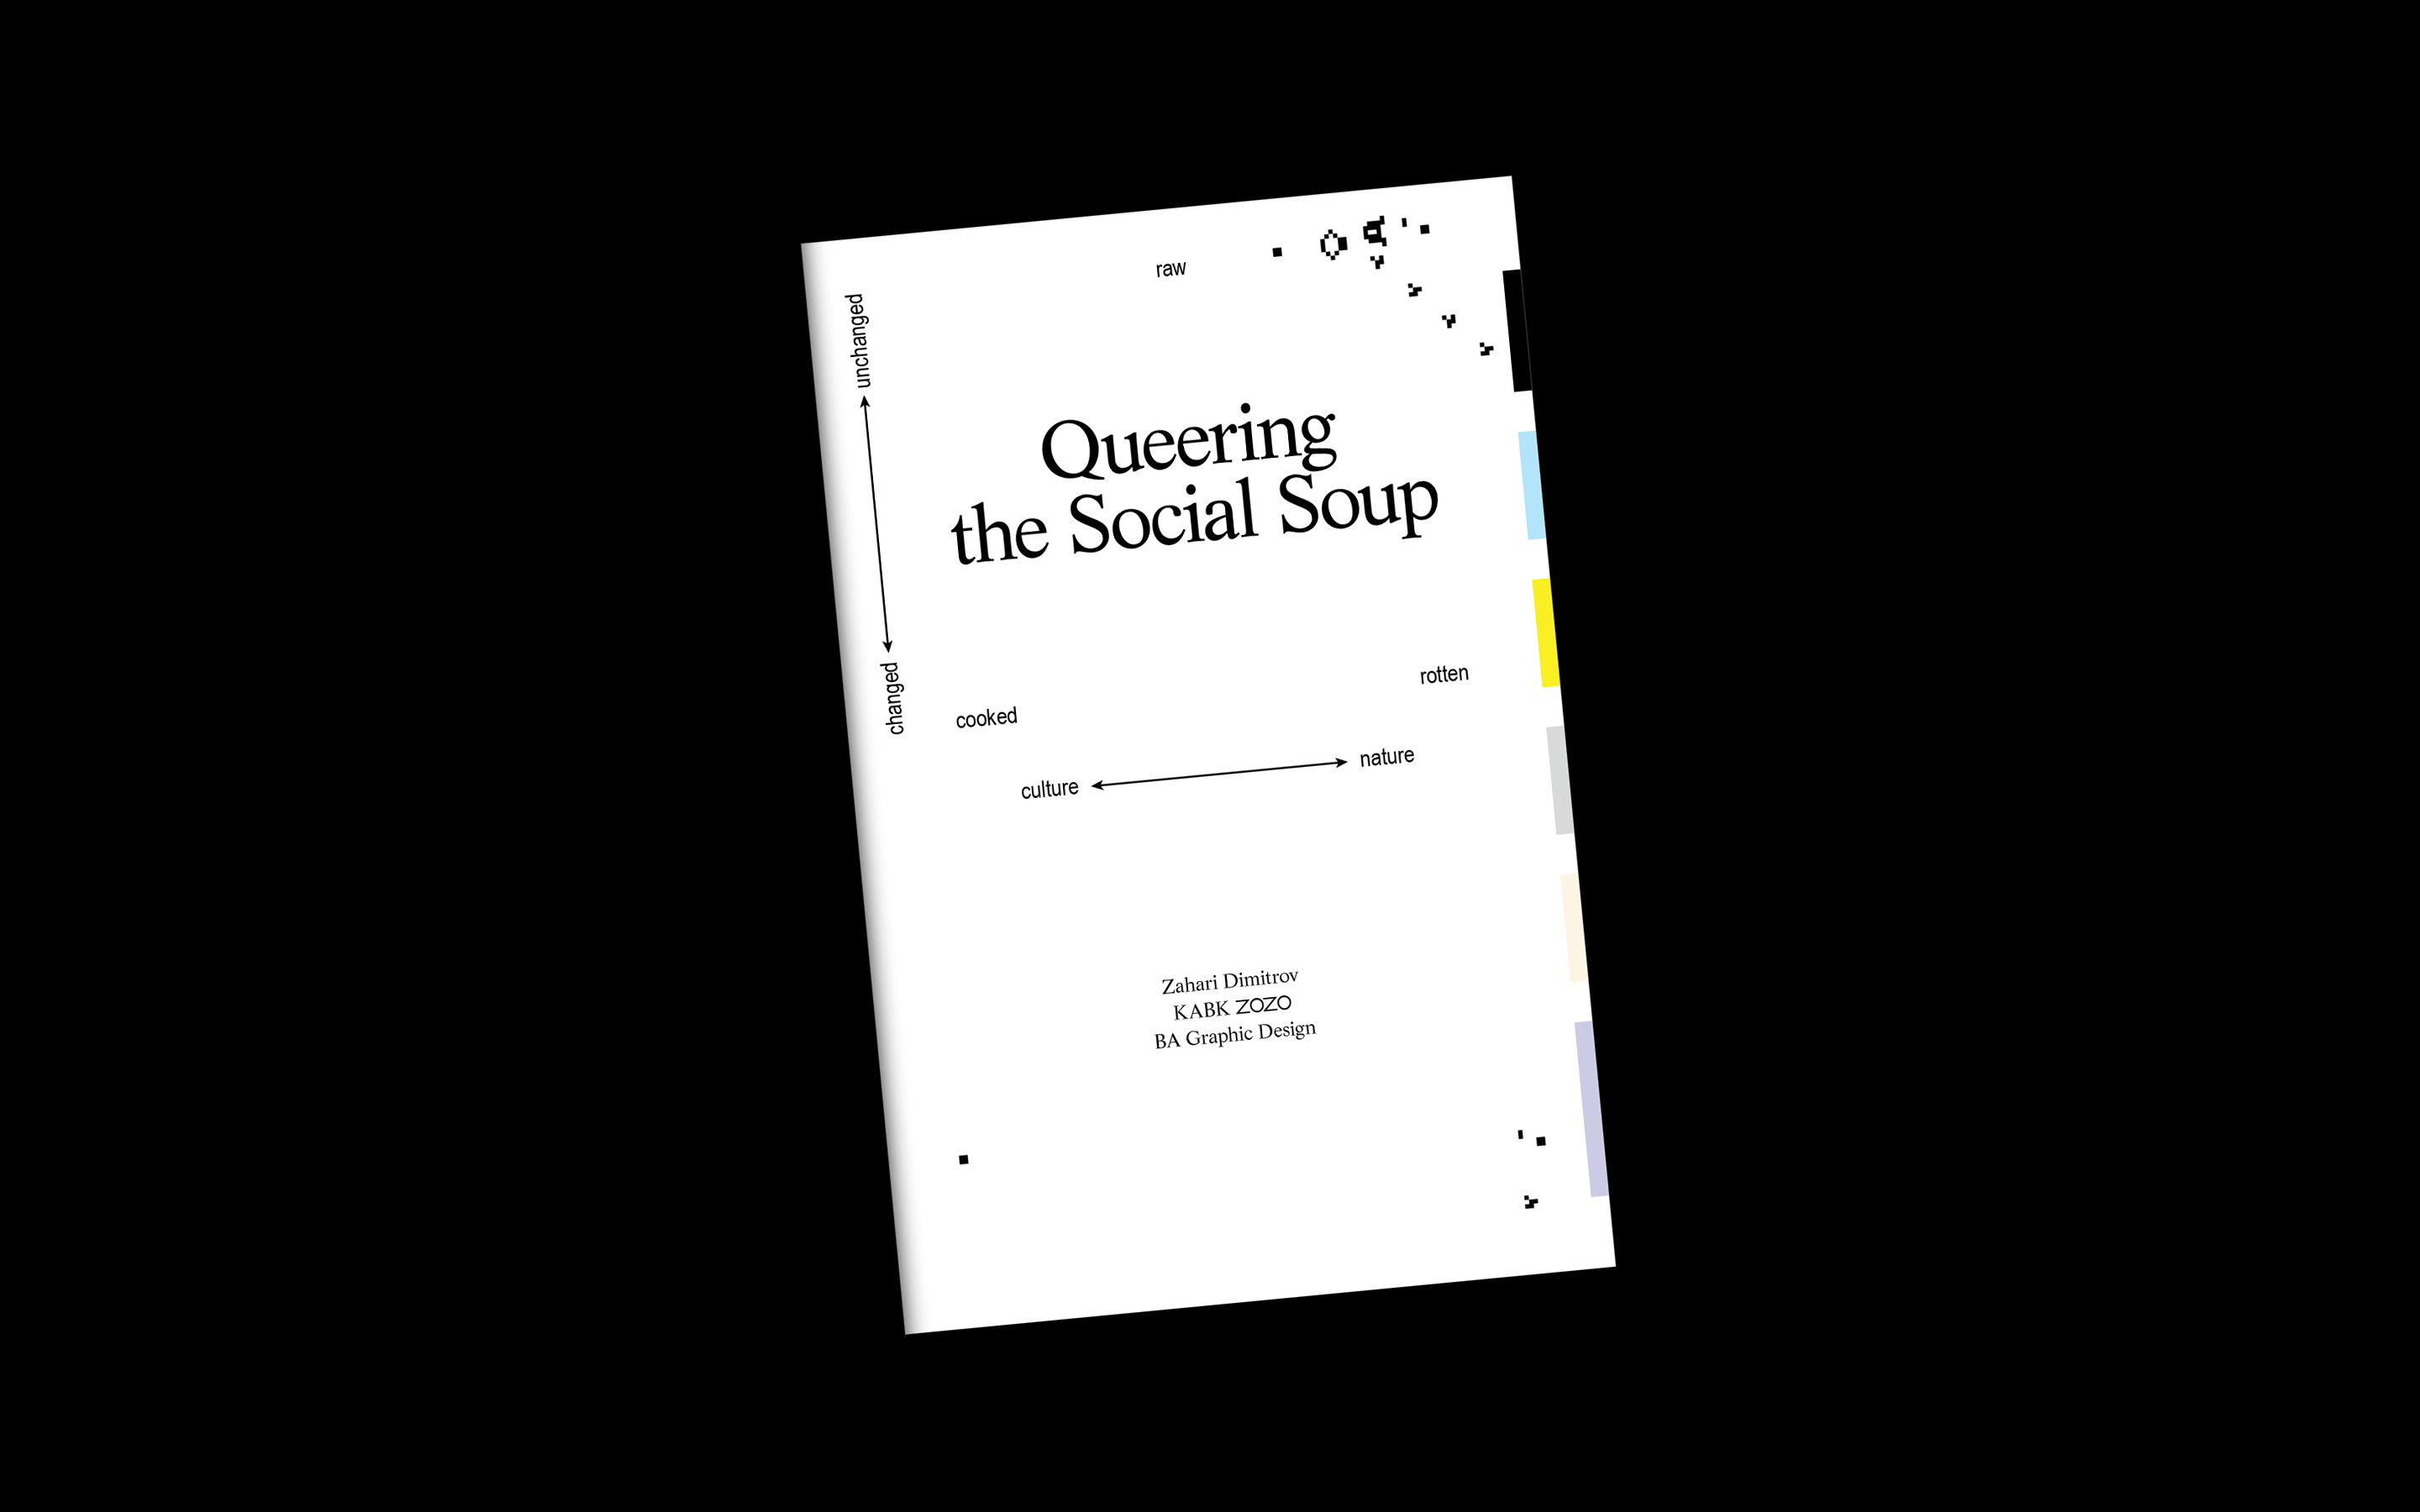 raw
unchanged
changed
Queering
the Social Soup
cooked
rotten
culture
nature
Zahari Dimitrov
KABK ZOZO
BA Graphic Design